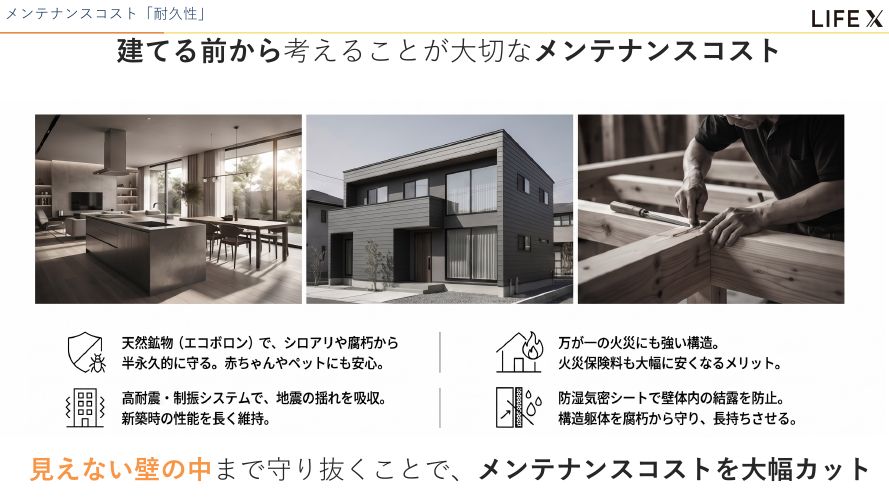 メンテナンスコスト「耐久性」
LIFE X
建てる前から考えることが大切なメンテナンスコスト
天然鉱物（エコボロン）で、シロアリや腐朽から
半永久的に守る。赤ちゃんやペットにも安心。
万が一の火災にも強い構造。
火災保険料も大幅に安くなるメリット。
高耐震・制振システムで、地震の揺れを吸収。
新築時の性能を長く維持。
防湿気密シートで壁体内の結露を防止。
構造躯体を腐朽から守り、長持ちさせる。
見えない壁の中まで守り抜くことで、メンテナンスコストを大幅カット